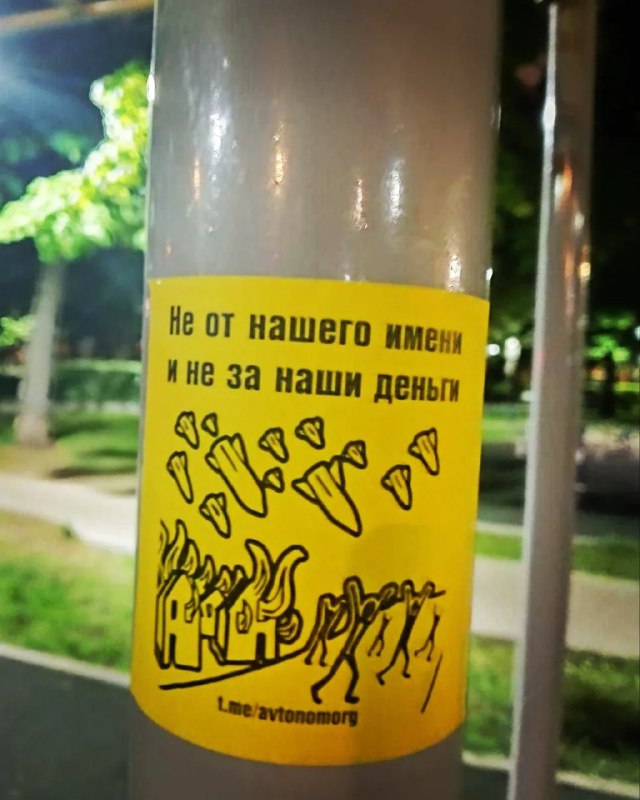 Не от нашего имени
и не за наши деньги
t.me/avtonomorg